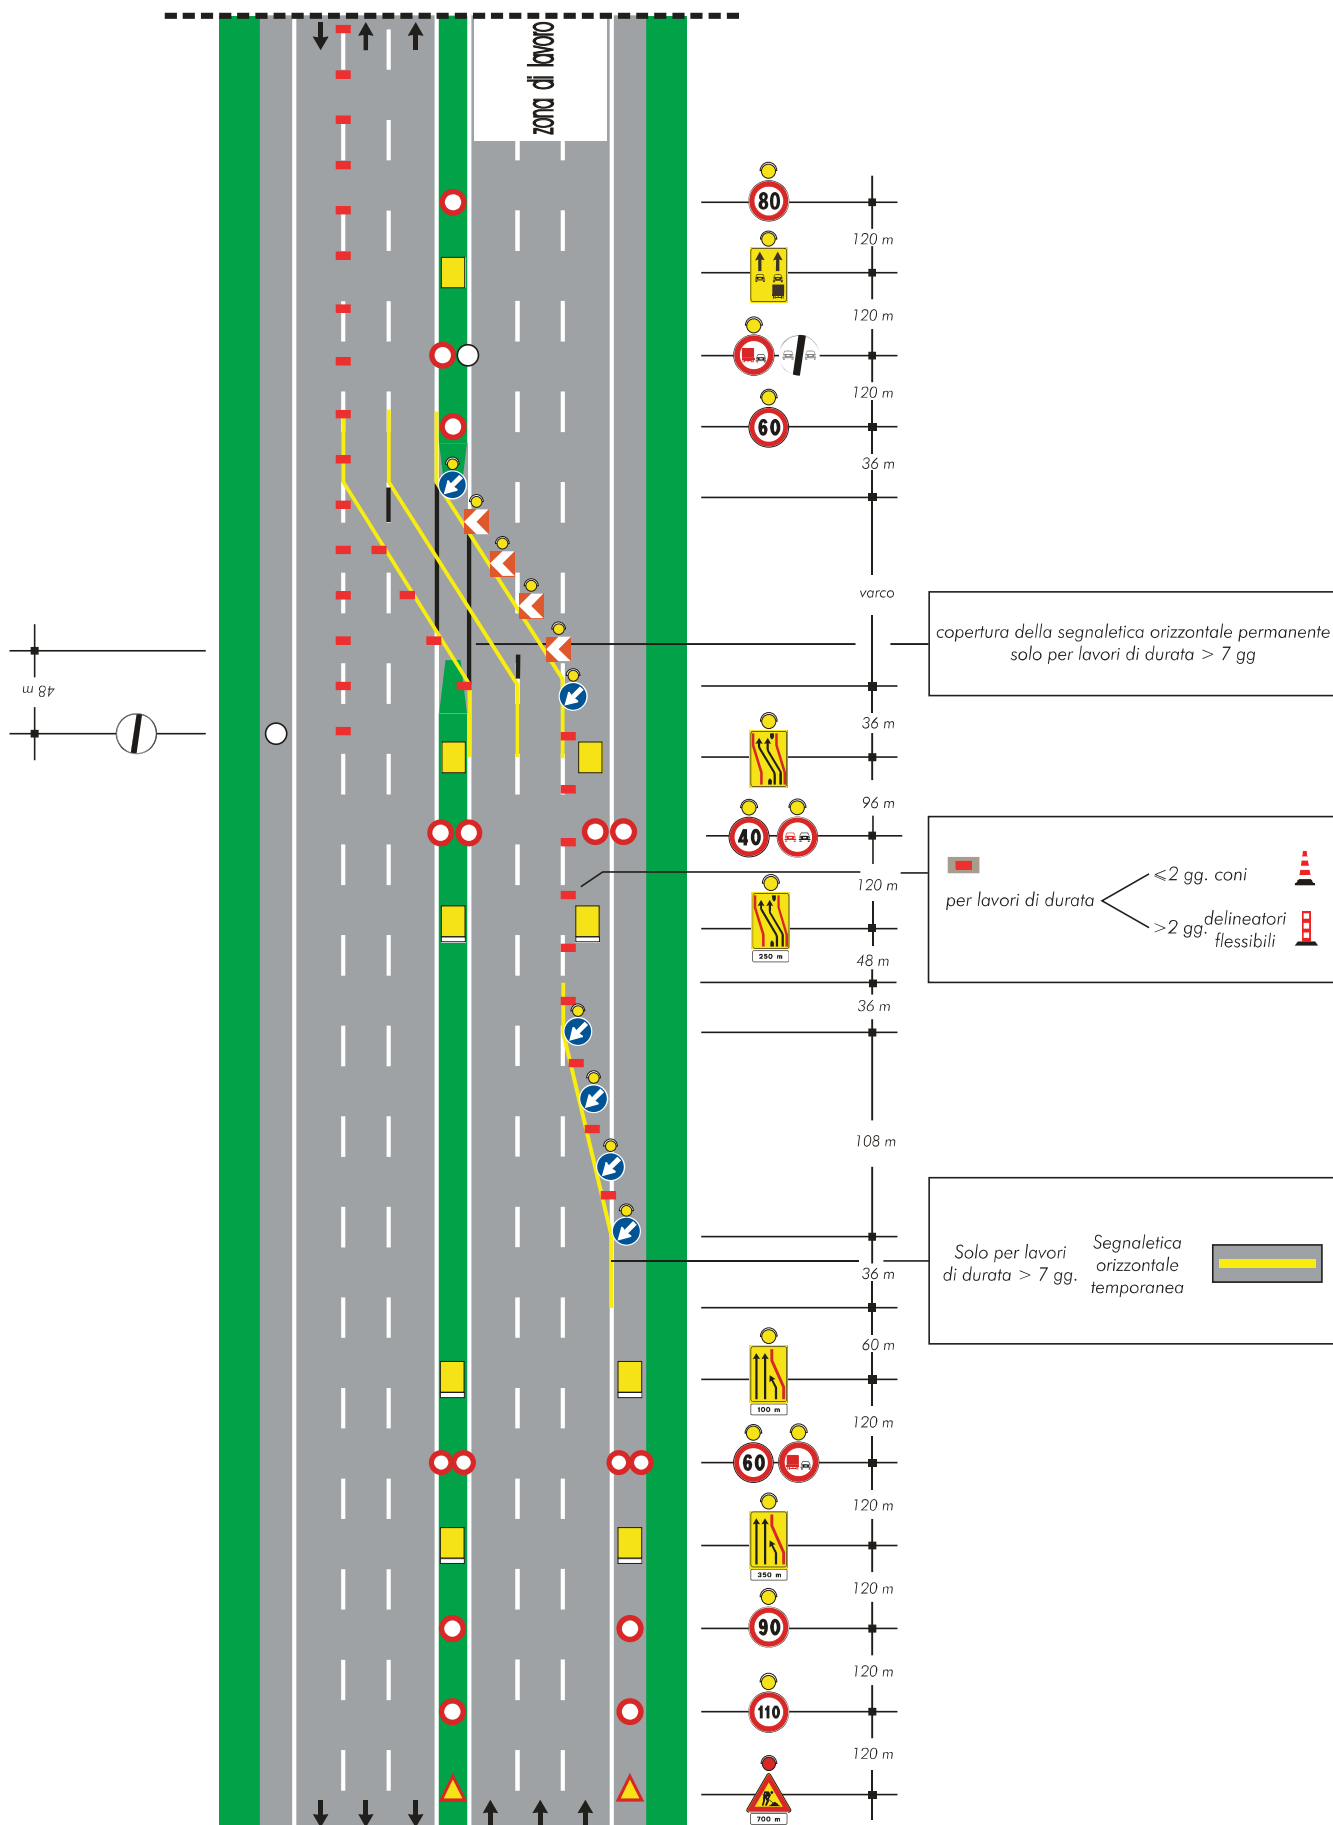 zona di lavoro
80
120 m
120 m
120 m
60
36 m
varco
copertura della segnaletica orizzontale permanente
solo per lavori di durata > 7 gg
48 m
36 m
96 m
40
120 m
per lavori di durata
≤2 gg. coni
>2 gg. delineatori
flessibili
250 m
48 m
36 m
108 m
Solo per lavori
di durata > 7 gg.
Segnaletica
orizzontale
temporanea
36 m
60 m
100 m
120 m
60
120 m
350 m
120 m
90
120 m
110
120 m
700 m